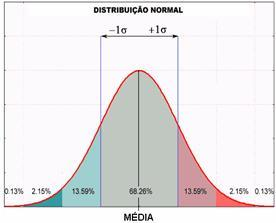 DISTRIBUIÇÃO NORMAL
−1σ +1σ
0.13% 2.15% 13.59% 68.26% 13.59% 2.15% 0.13%
MÉDIA